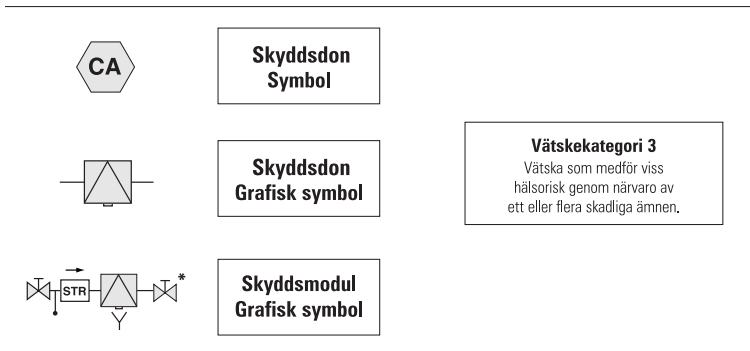 CA
Skyddsdon
Symbol
Skyddsdon
Grafisk symbol
Vätskekategori 3
Vätska som medför viss
hälsorisk genom närvaro av
ett eller flera skadliga ämnen.
STR
*
Skyddsmodul
Grafisk symbol